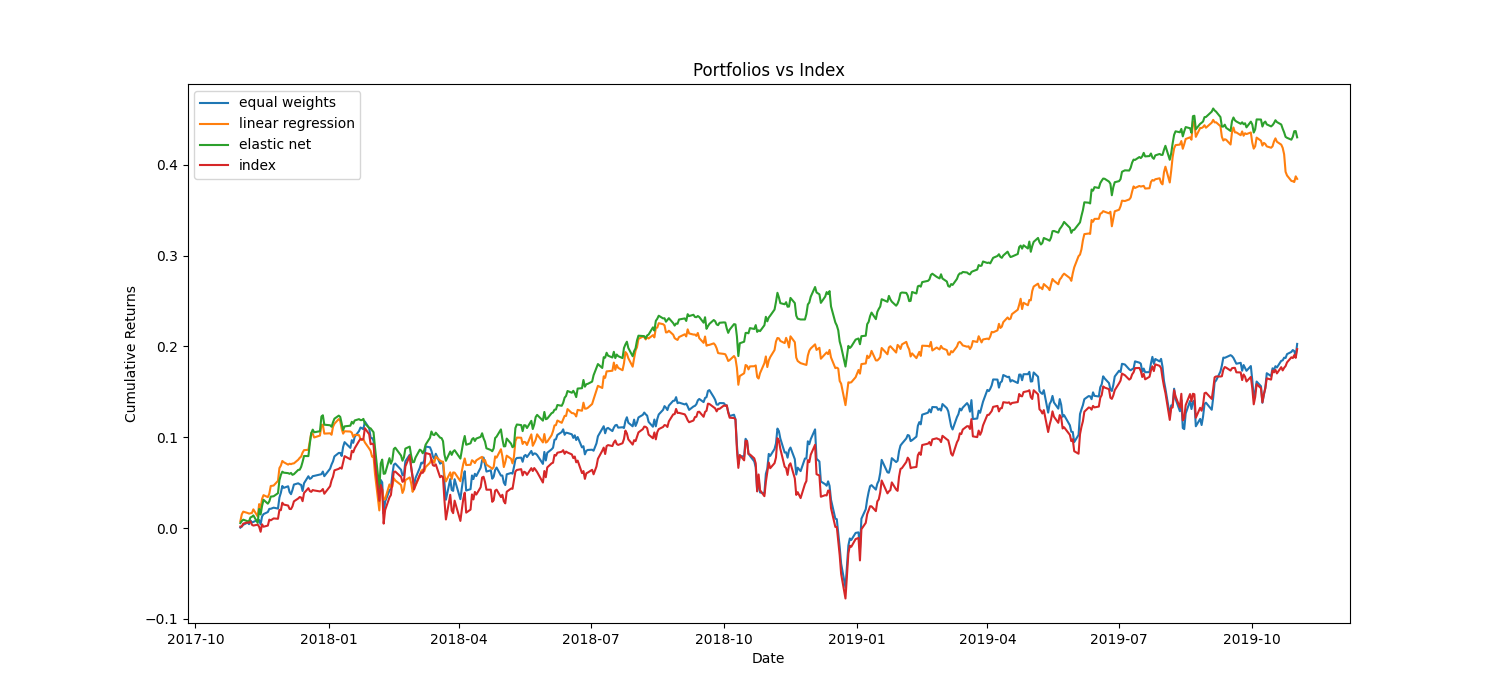 Portfolios vs Index
equal weights
linear regression
elastic net
index
Cumulative Returns
0.4
0.3
0.2
0.1
0.0
−0.1
2017-10
2018-01
2018-04
2018-07
2018-10
2019-01
2019-04
2019-07
2019-10
Date